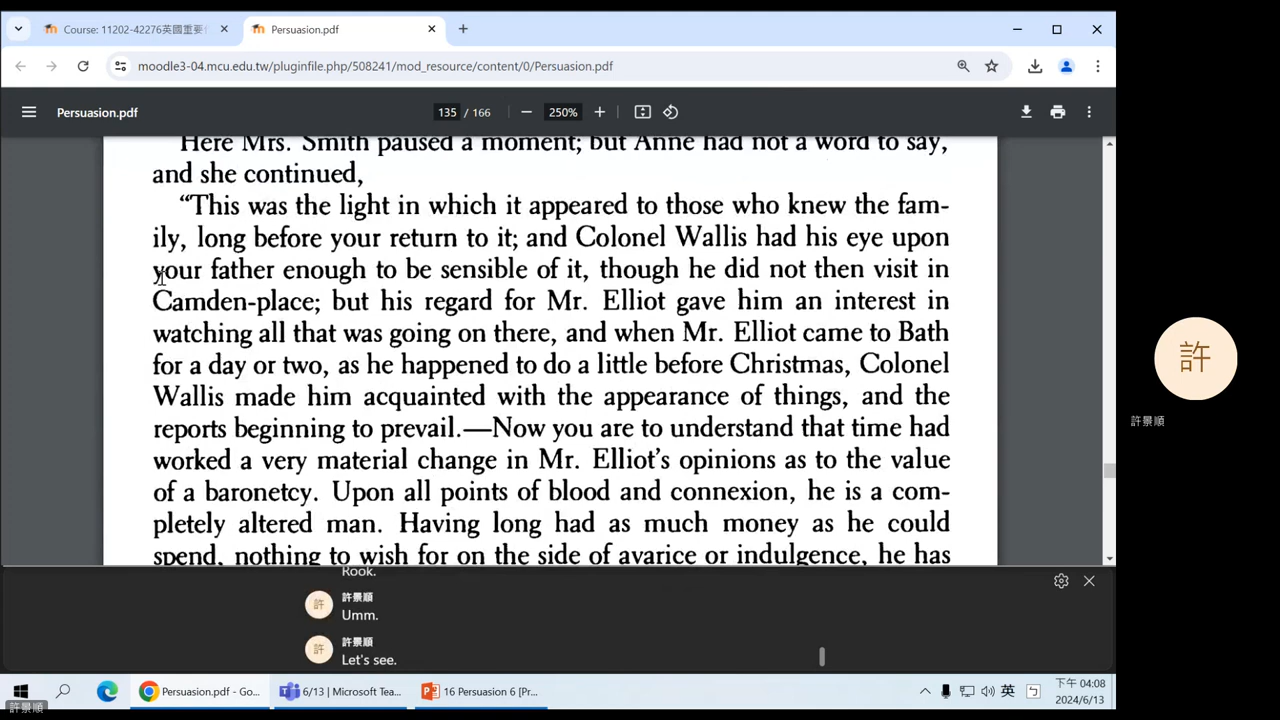 Course: 11202-42276英國重要
Persuasion.pdf
moodle3-04.mcu.edu.tw/pluginfile.php/508241/mod_resource/content/0/Persuasion.pdf
Persuasion.pdf
135 / 166
250%
Here Mrs. Smith paused a moment; but Anne had not a word to say,
and she continued,
“This was the light in which it appeared to those who knew the fam-
ily, long before your return to it; and Colonel Wallis had his eye upon
your father enough to be sensible of it, though he did not then visit in
Camden-place; but his regard for Mr. Elliot gave him an interest in
watching all that was going on there, and when Mr. Elliot came to Bath
for a day or two, as he happened to do a little before Christmas, Colonel
Wallis made him acquainted with the appearance of things, and the
reports beginning to prevail.—Now you are to understand that time had
worked a very material change in Mr. Elliot’s opinions as to the value
of a baronetcy. Upon all points of blood and connexion, he is a com-
pletely altered man. Having long had as much money as he could
spend, nothing to wish for on the side of avarice or indulgence, he has
許
許景順
Rook.
許
許景順
Umm.
許
許景順
Let's see.
Persuasion.pdf - Go...
6/13 | Microsoft Tea...
16 Persuasion 6 [Pr...
英
下午 04:08
2024/6/13
許景順